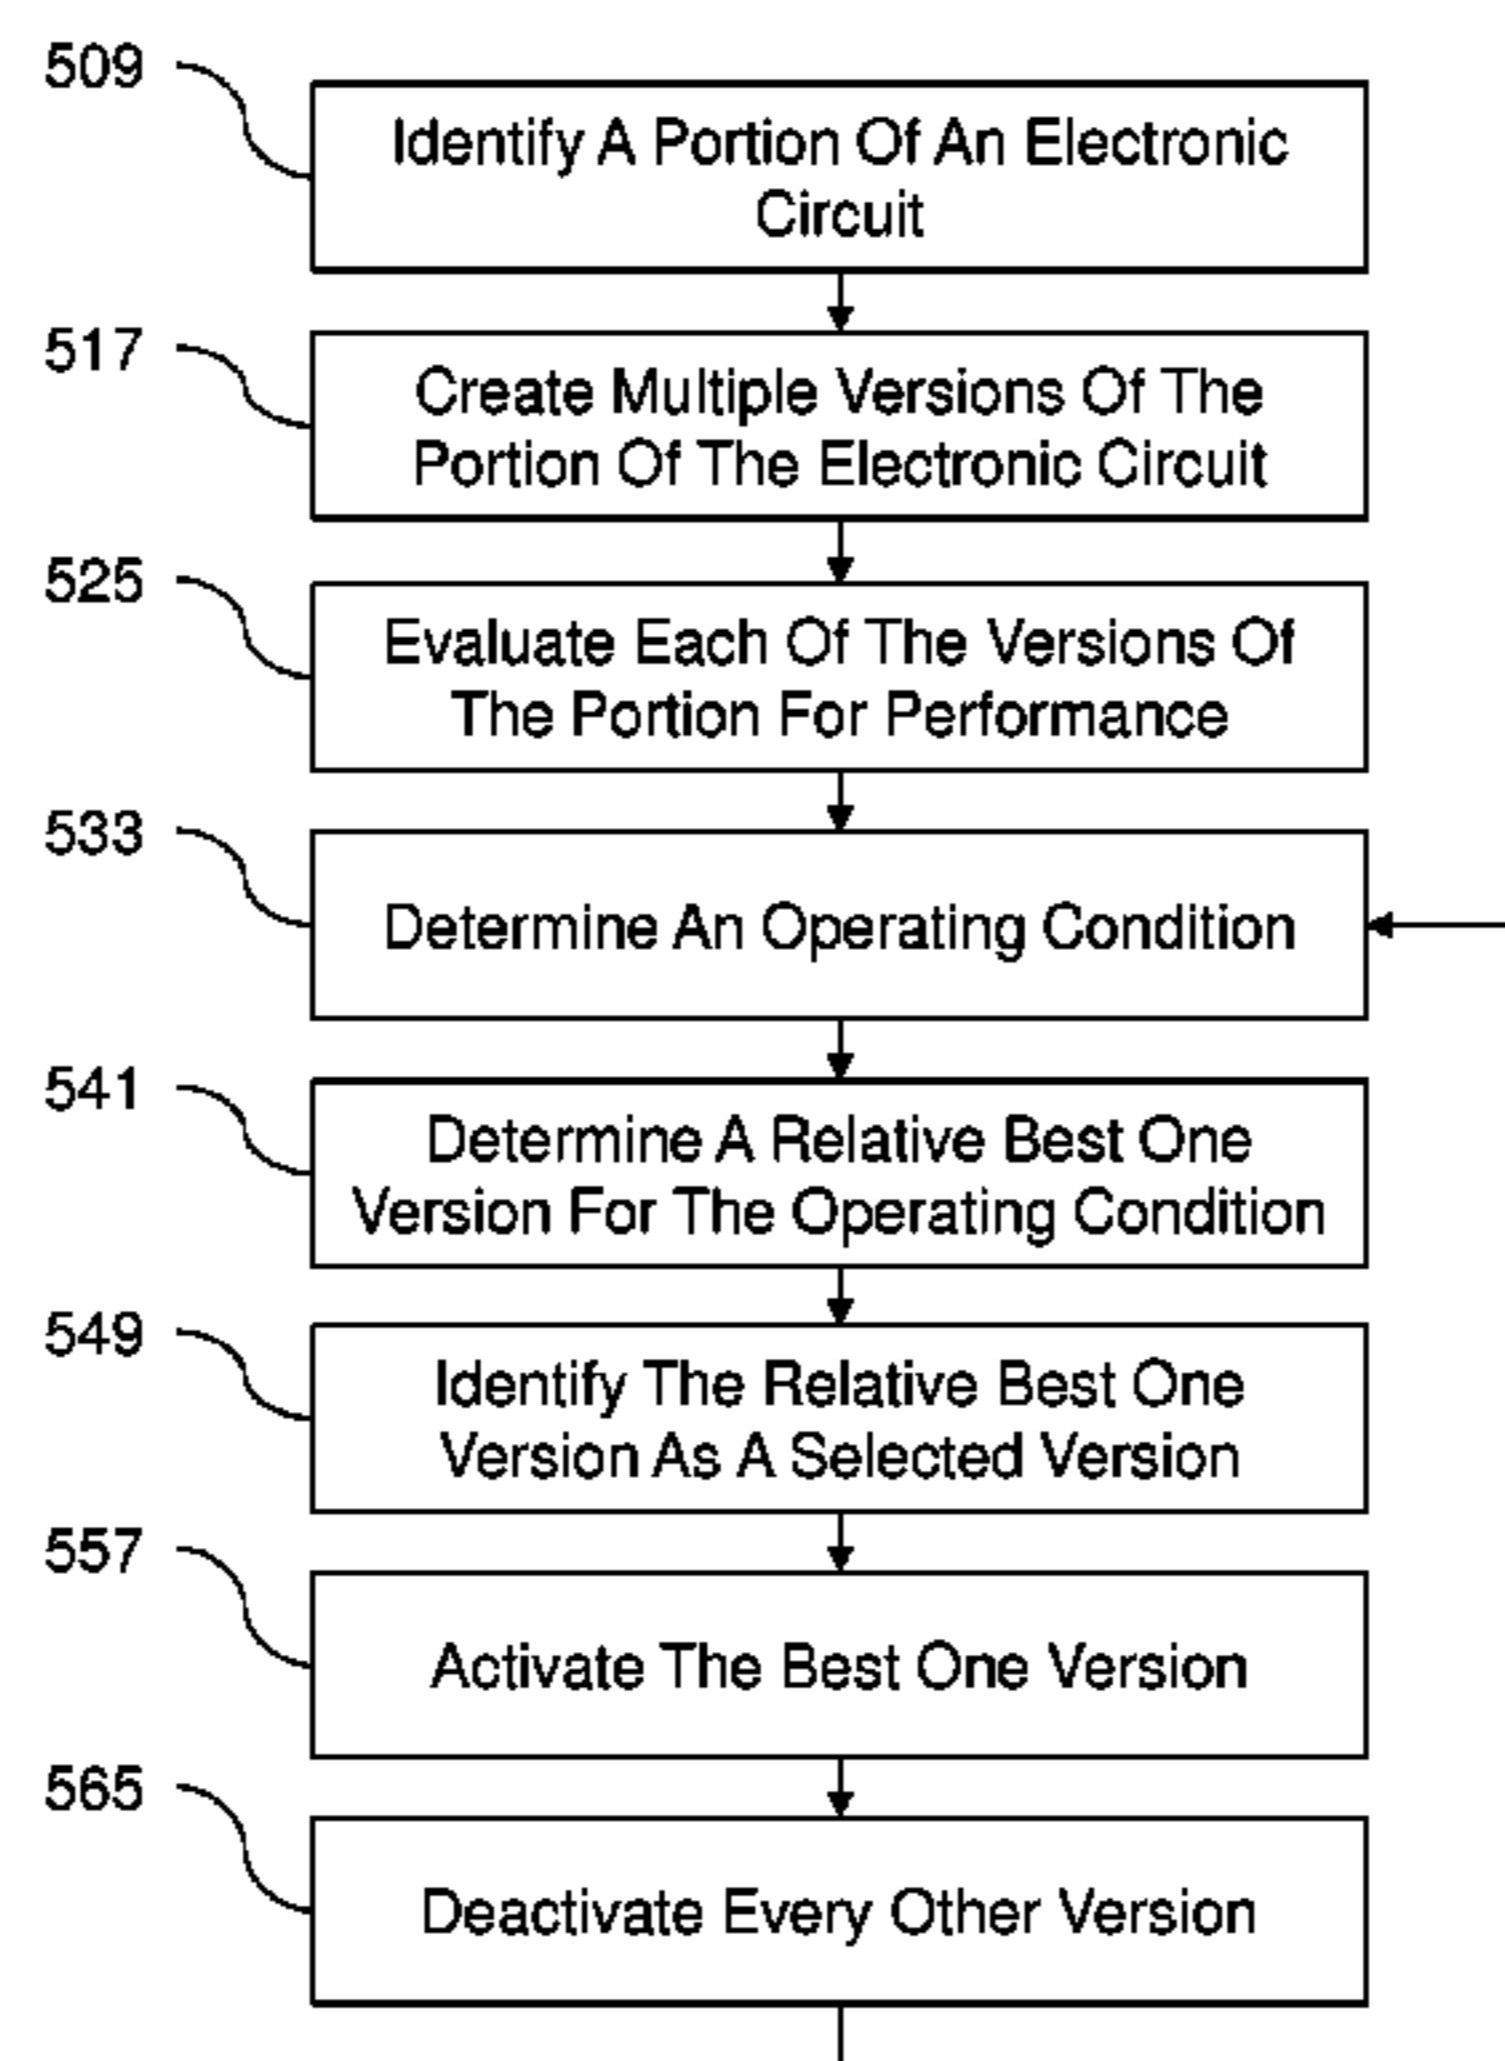 509
Identify A Portion Of An Electronic
Circuit
517
Create Multiple Versions Of The
Portion Of The Electronic Circuit
525
Evaluate Each Of The Versions Of
The Portion For Performance
533
Determine An Operating Condition
541
Determine A Relative Best One
Version For The Operating Condition
549
Identify The Relative Best One
Version As A Selected Version
557
Activate The Best One Version
565
Deactivate Every Other Version